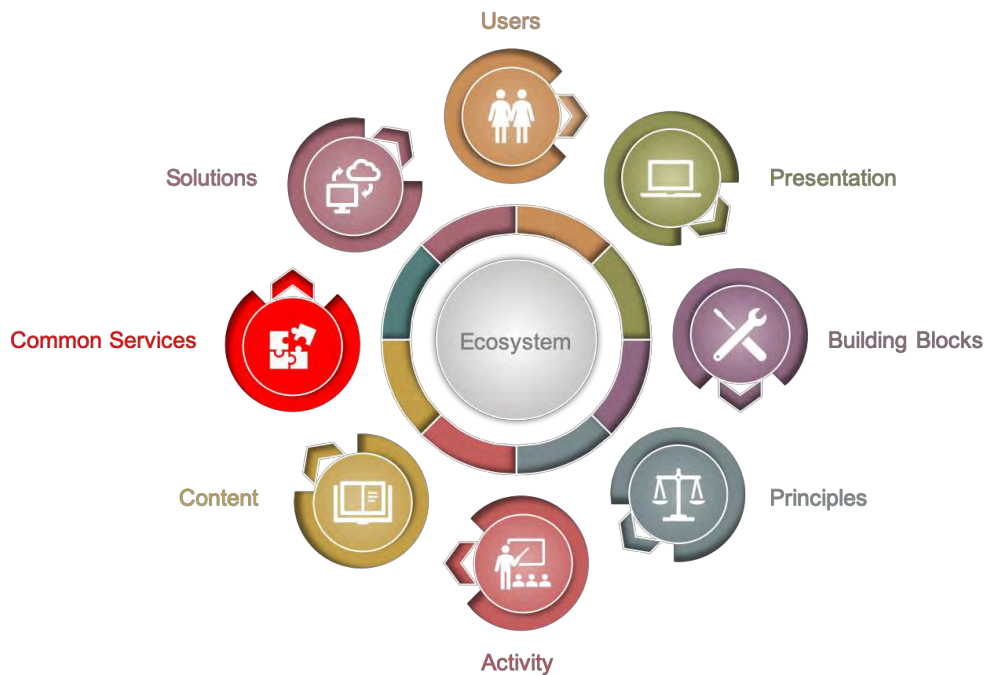 Users
Solutions
Presentation
Common Services
Ecosystem
Building Blocks
Content
Principles
Activity